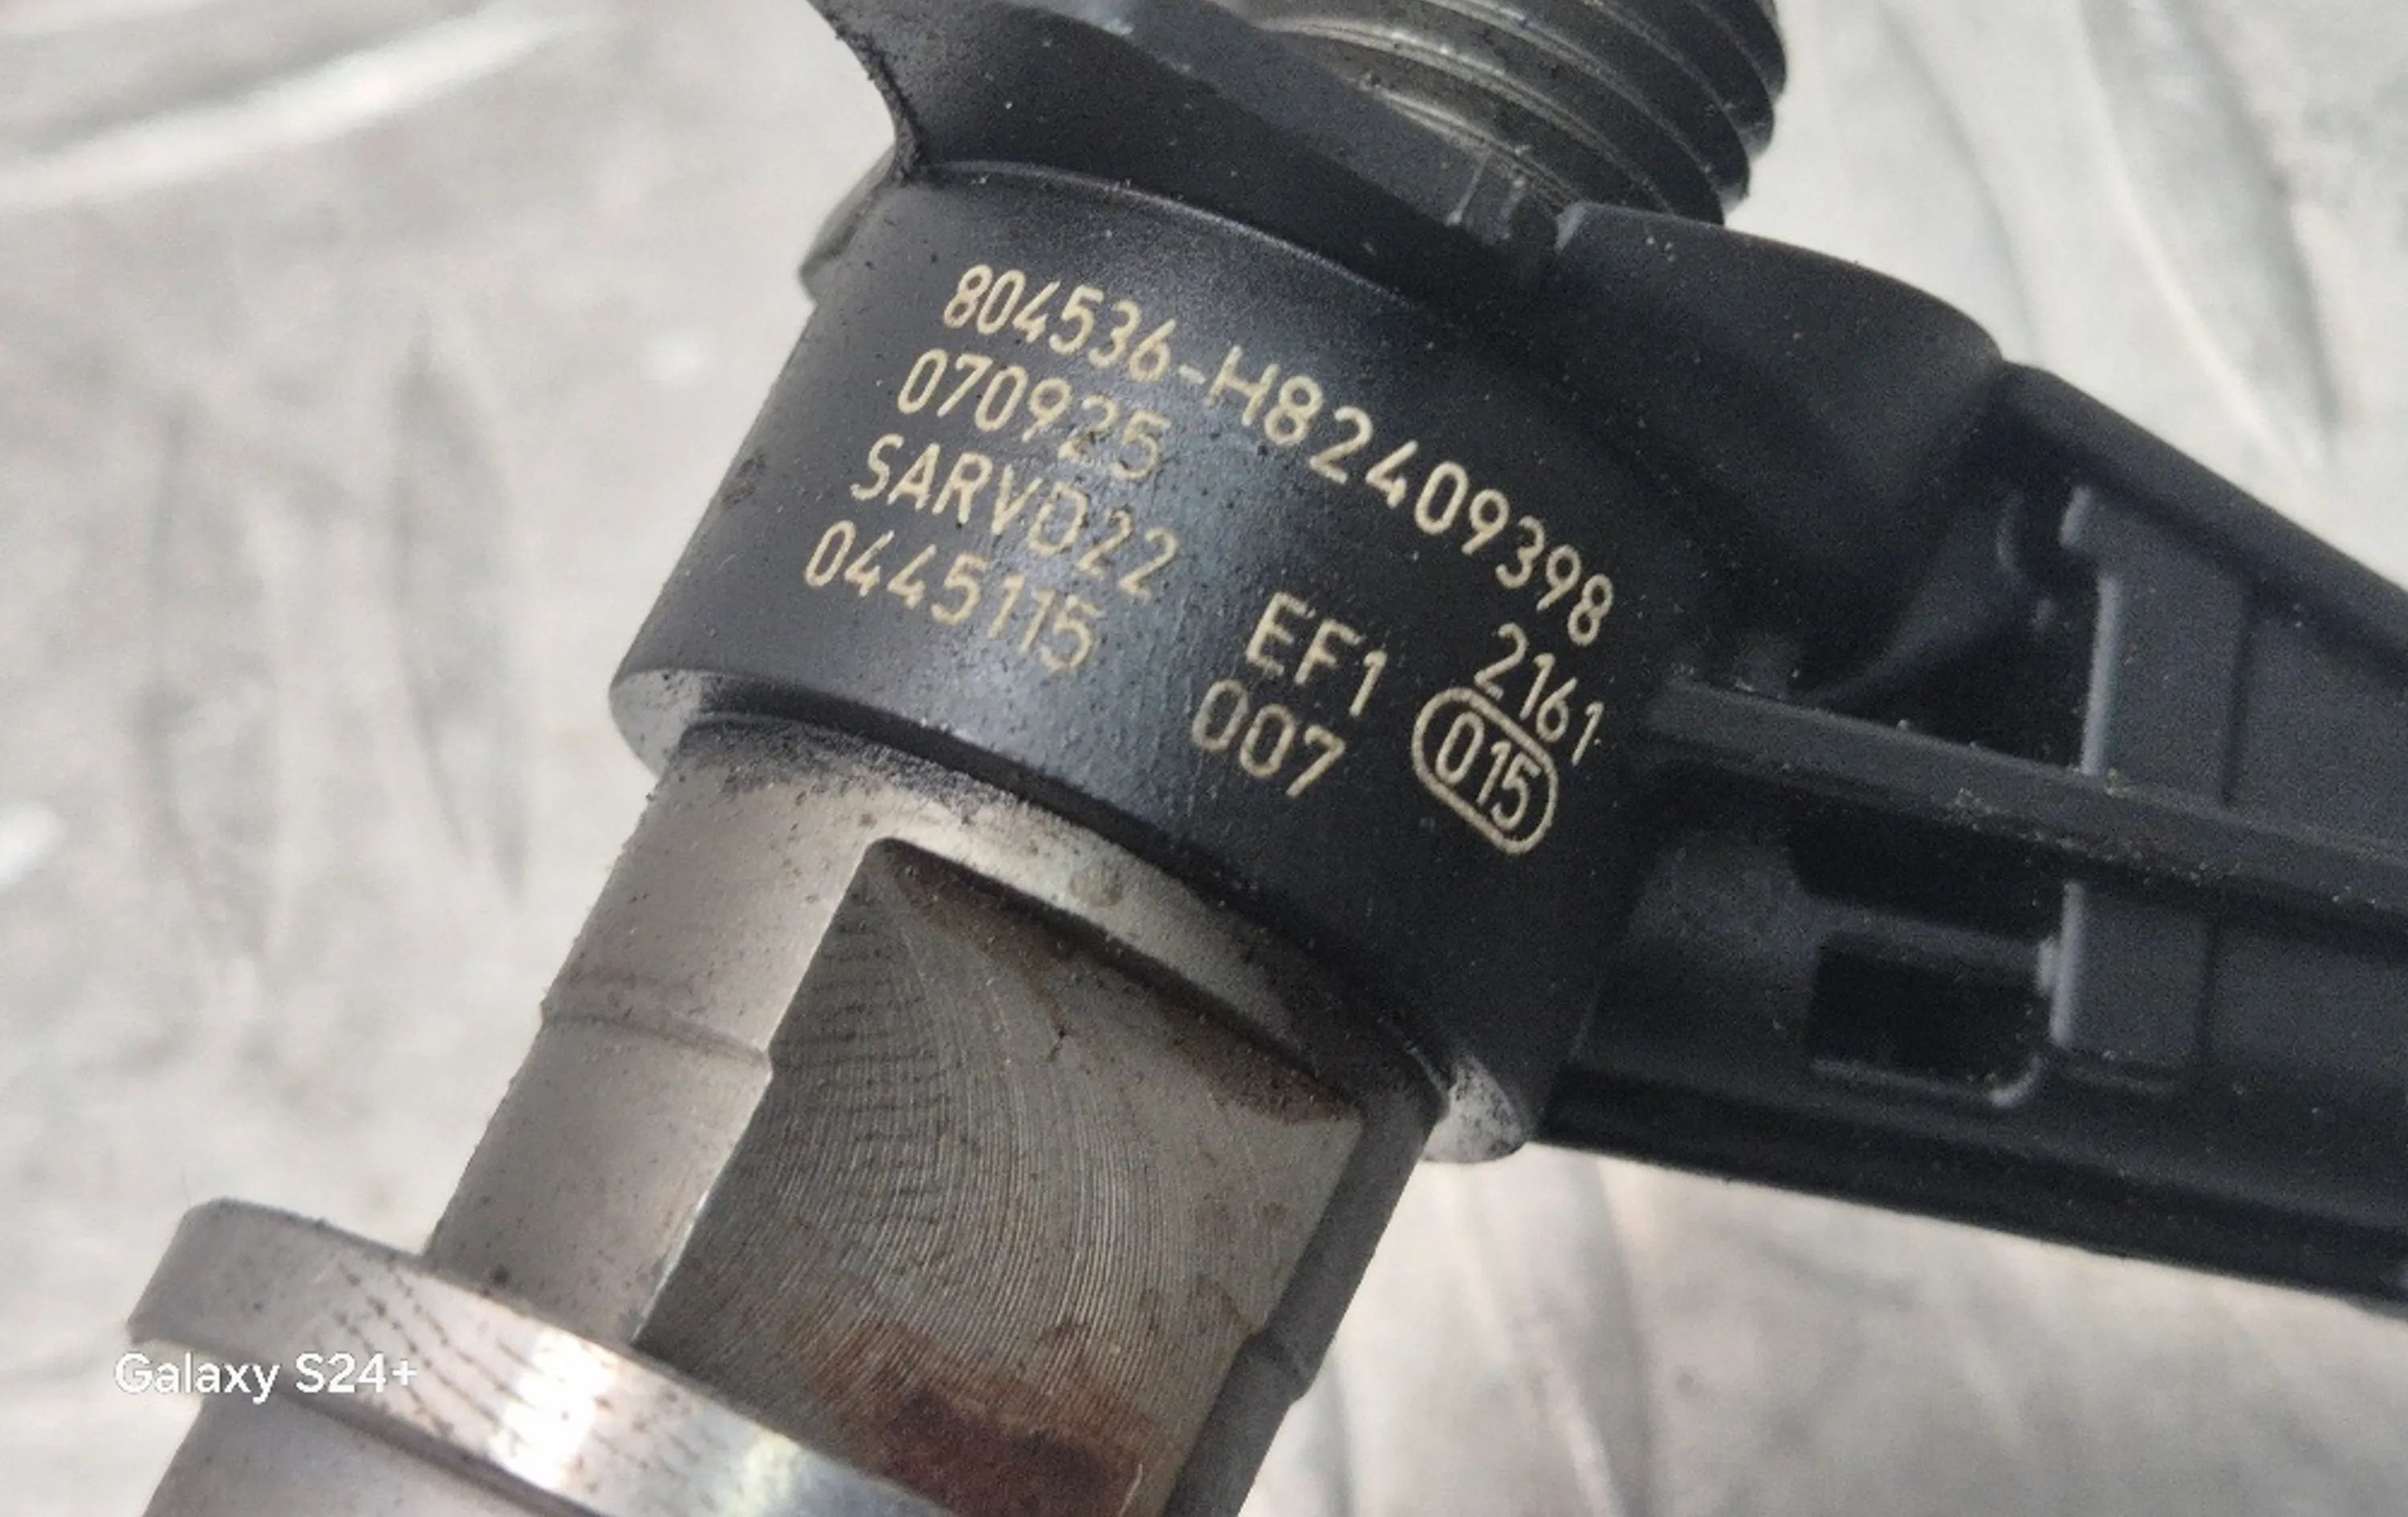 804536-H82409398
070925
SARVD22 EF1 2161
0445115 007 015
Galaxy S24+